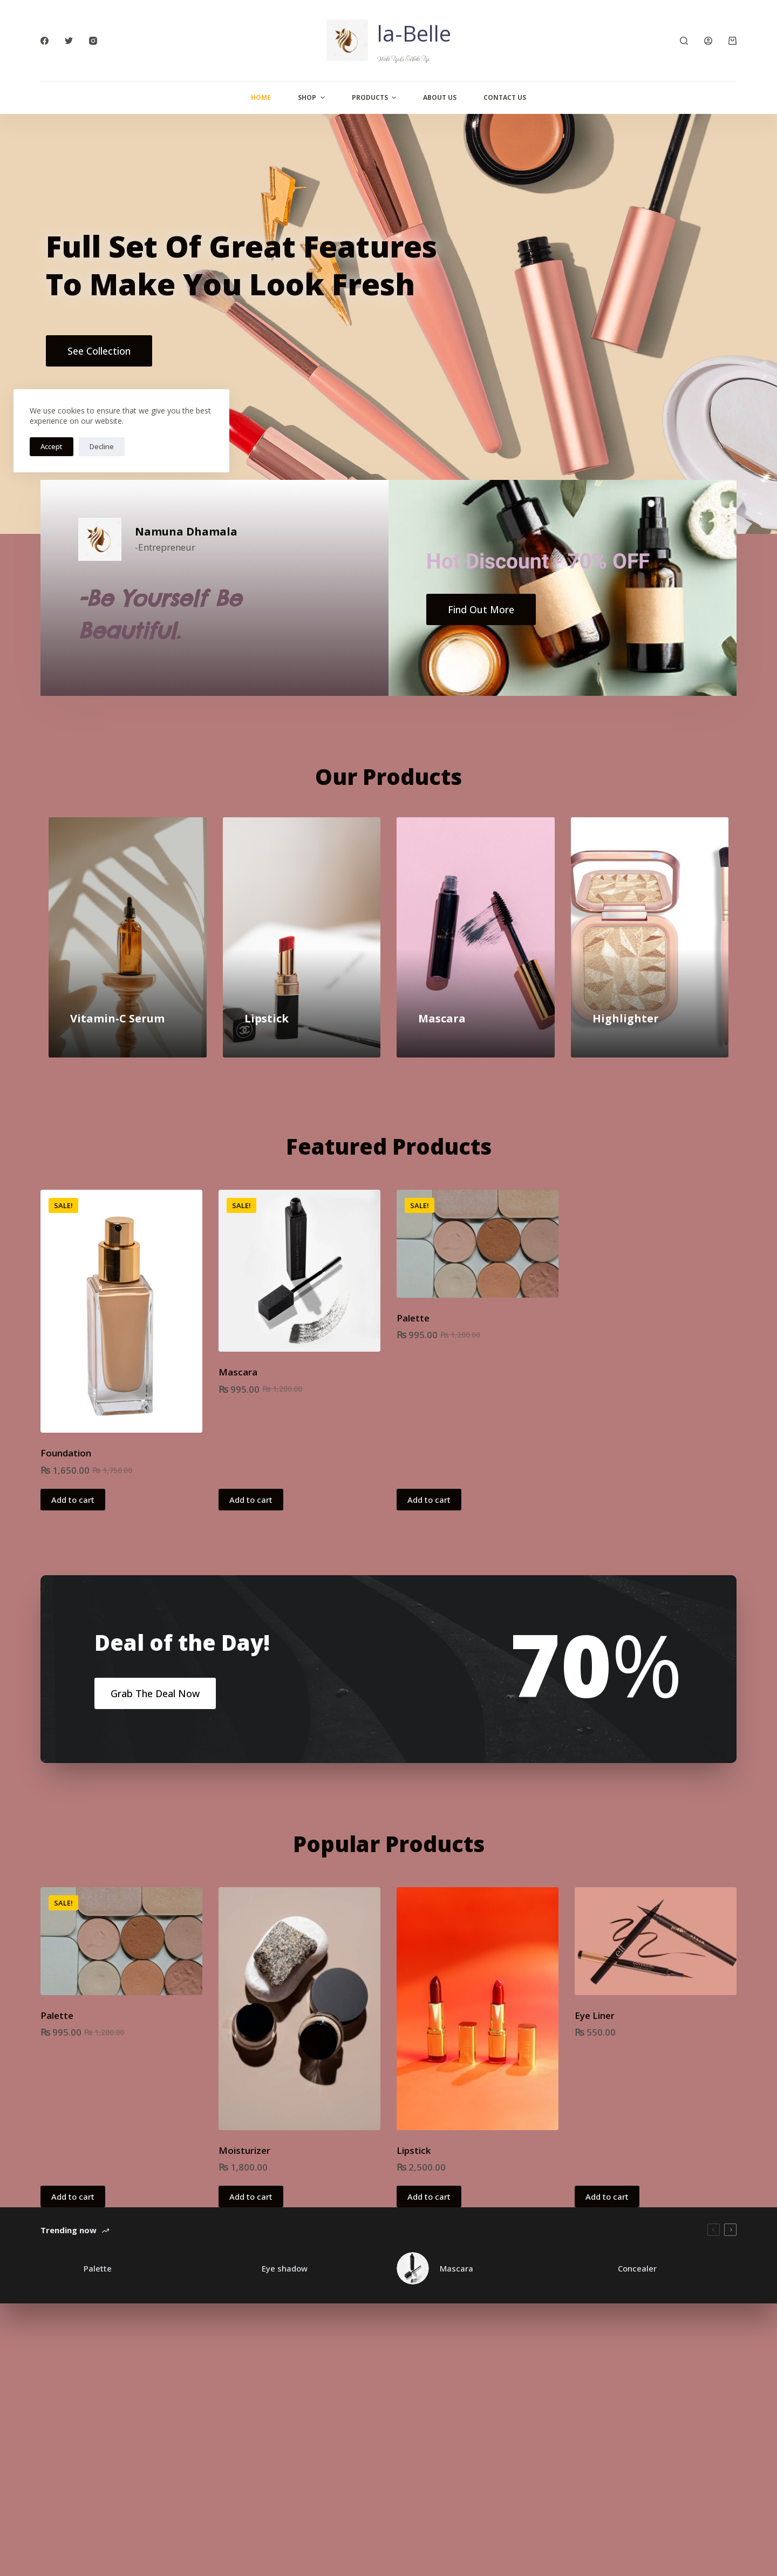 la-Belle
HOME
SHOP
PRODUCTS
ABOUT US
CONTACT US
Full Set Of Great Features
To Make You Look Fresh
See Collection
We use cookies to ensure that we give you the best
experience on our website.
Accept
Decline
Namuna Dhamala
-Entrepreneur
-Be Yourself Be
Beautiful.
Hot Discount - 70% OFF
Find Out More
Our Products
Vitamin-C Serum
Lipstick
Mascara
Highlighter
Featured Products
SALE!
SALE!
SALE!
Foundation
₨ 1,650.00 ₨ 1,750.00
Mascara
₨ 995.00 ₨ 1,200.00
Palette
₨ 995.00 ₨ 1,200.00
Add to cart
Add to cart
Add to cart
Deal of the Day!
Grab The Deal Now
70%
Popular Products
SALE!
Palette
₨ 995.00 ₨ 1,200.00
Moisturizer
₨ 1,800.00
Lipstick
₨ 2,500.00
Eye Liner
₨ 550.00
Add to cart
Add to cart
Add to cart
Add to cart
Trending now
Palette
Eye shadow
Mascara
Concealer